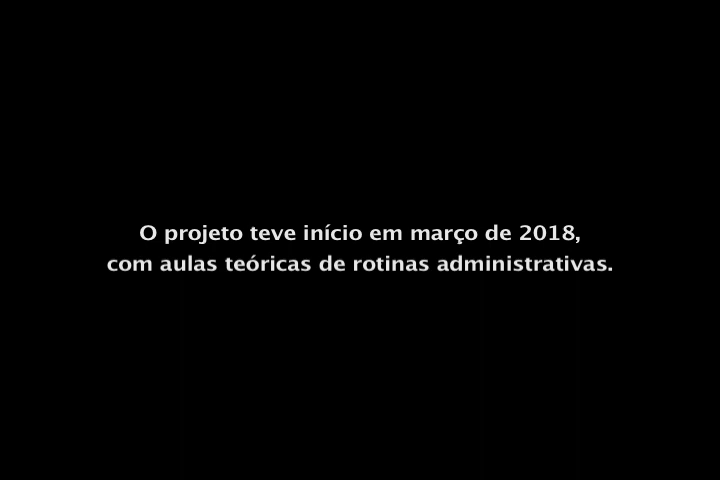 O projeto teve início em março de 2018,
com aulas teóricas de rotinas administrativas.